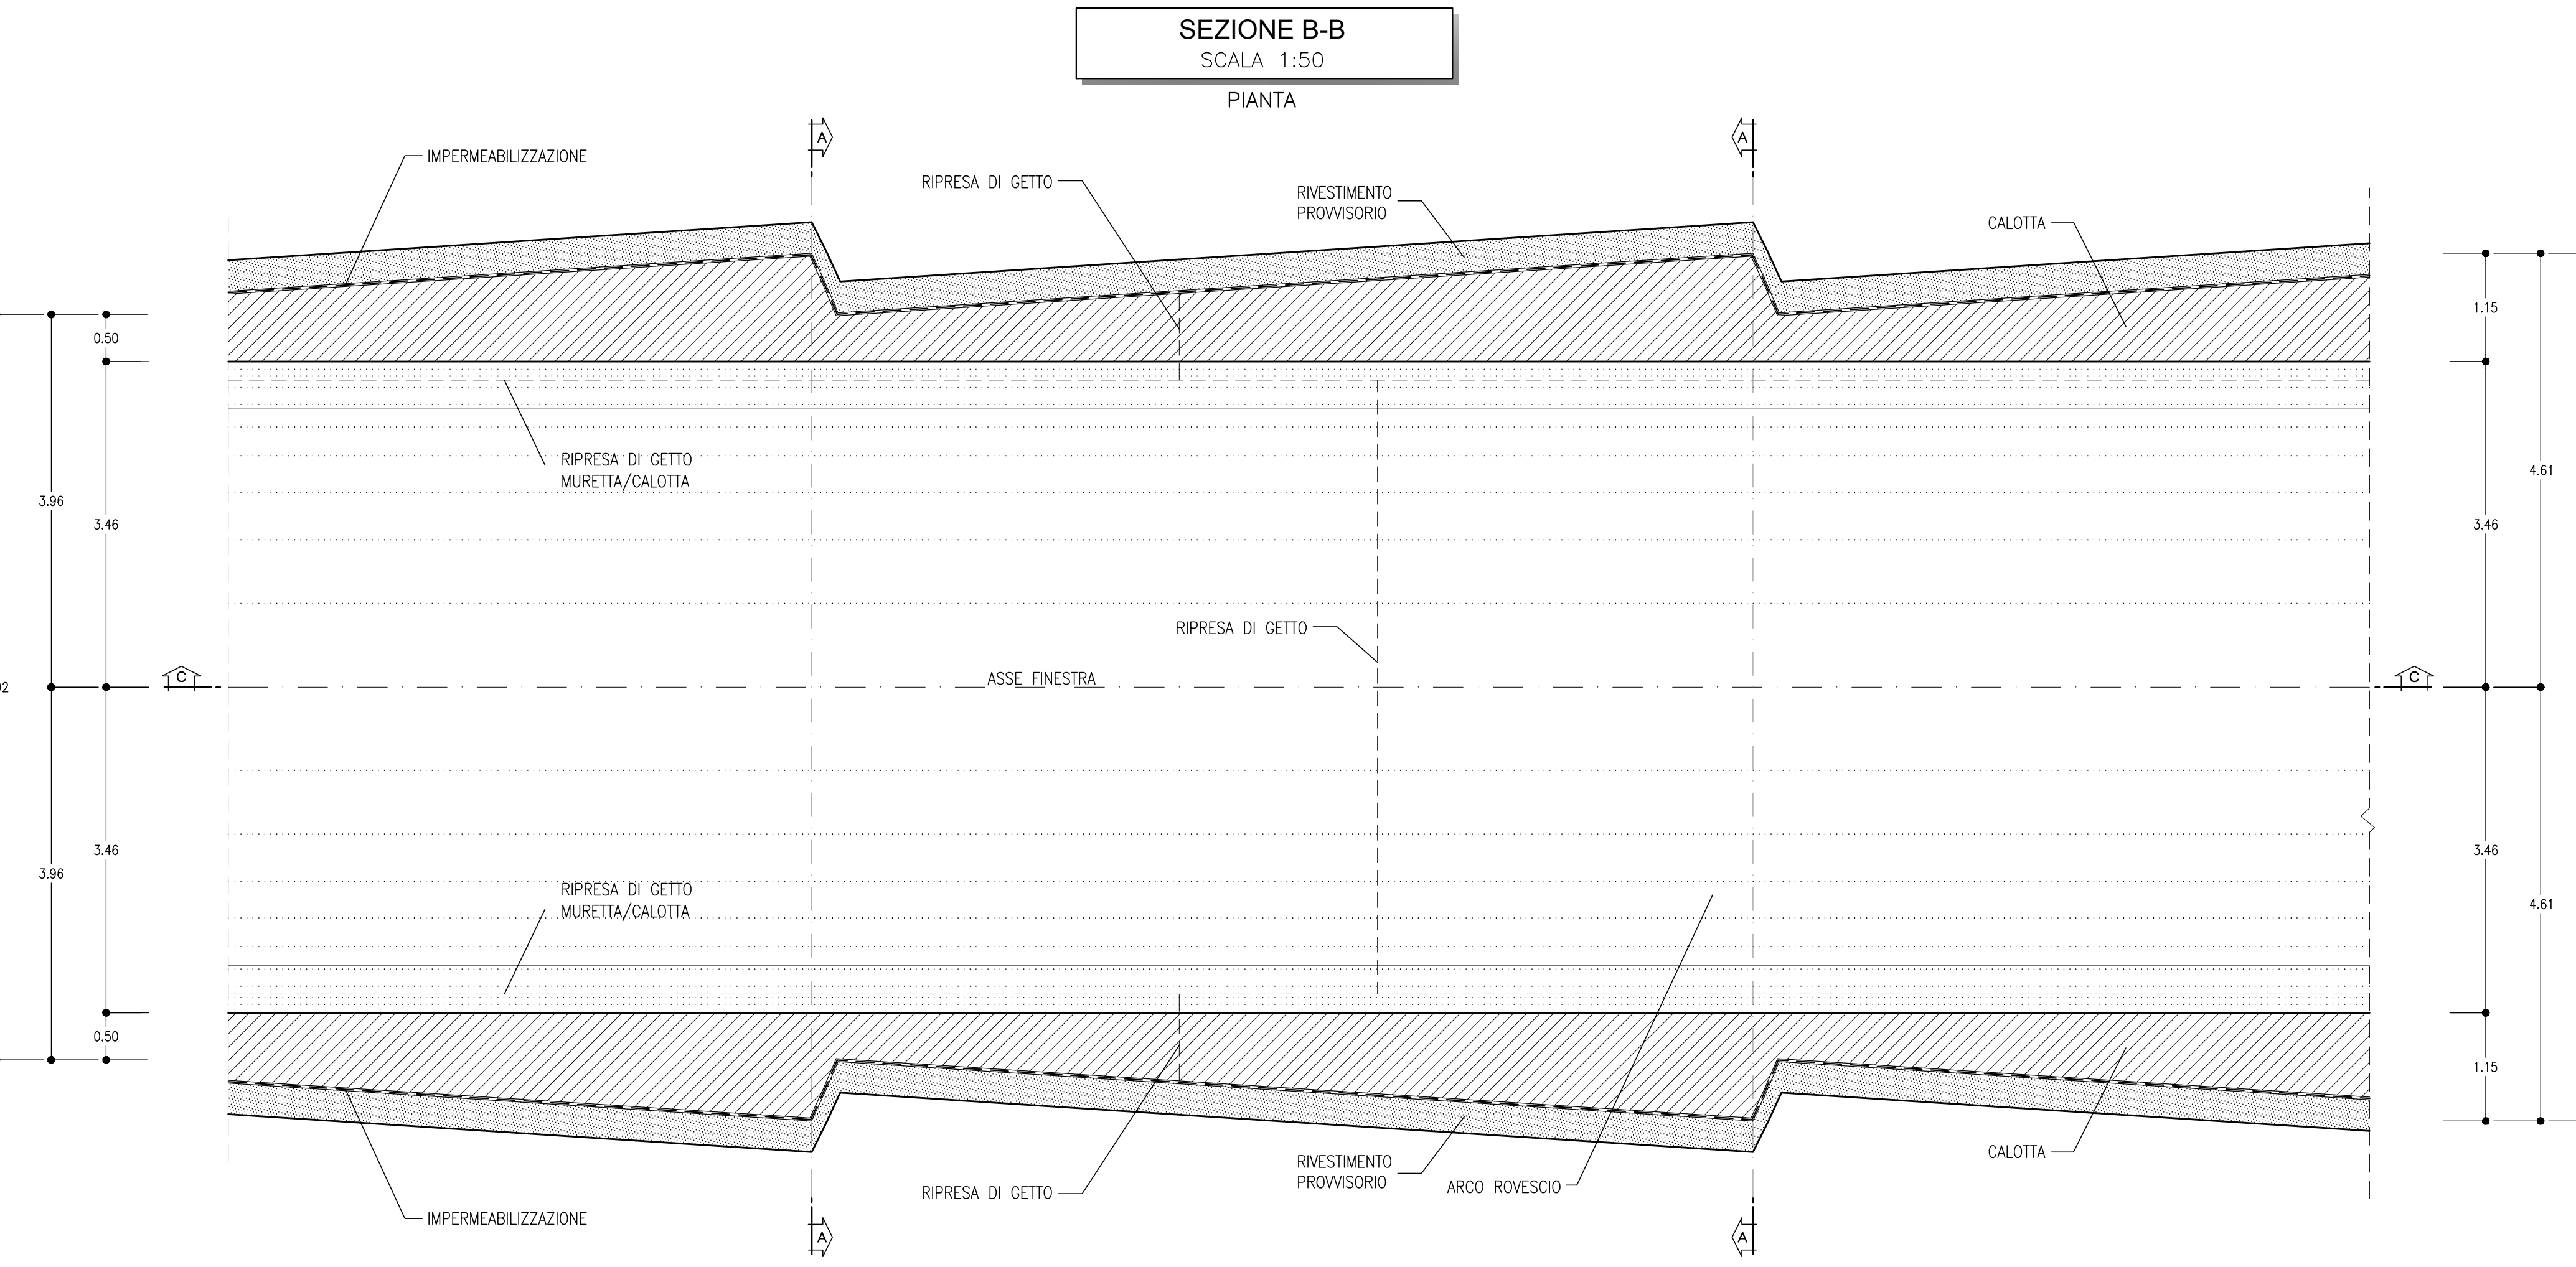 SEZIONE B-B
SCALA 1:50
PIANTA
A
A
IMPERMEABILIZZAZIONE
RIPRESA DI GETTO
RIVESTIMENTO
PROVVISORIO
CALOTTA
0.50
1.15
RIPRESA DI GETTO
MURETTA/CALOTTA
3.96
3.46
3.46
4.61
RIPRESA DI GETTO
C
ASSE FINESTRA
C
3.96
3.46
3.46
4.61
RIPRESA DI GETTO
MURETTA/CALOTTA
0.50
1.15
RIVESTIMENTO
PROVVISORIO
CALOTTA
RIPRESA DI GETTO
ARCO ROVESCIO
IMPERMEABILIZZAZIONE
A
A